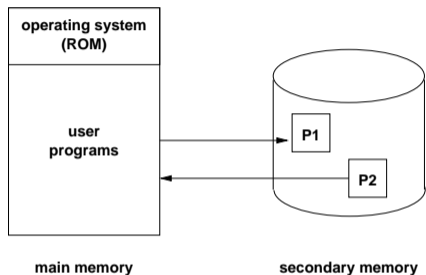 operating system
(ROM)
user
programs
P1
P2
main memory
secondary memory